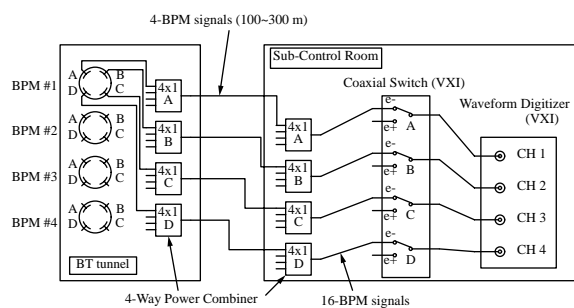 4-BPM signals (100~300 m)
Sub-Control Room
Coaxial Switch (VXI)
Waveform Digitizer
(VXI)
BPM #1
A
D
B
C
4x1
A
BPM #2
A
D
B
C
4x1
B
BPM #3
A
D
B
C
4x1
C
BPM #4
A
D
B
C
4x1
D
BT tunnel
4x1
A
4x1
B
4x1
C
4x1
D
e-
e+
A
e-
e+
B
e-
e+
C
e-
e+
D
CH 1
CH 2
CH 3
CH 4
4-Way Power Combiner
16-BPM signals